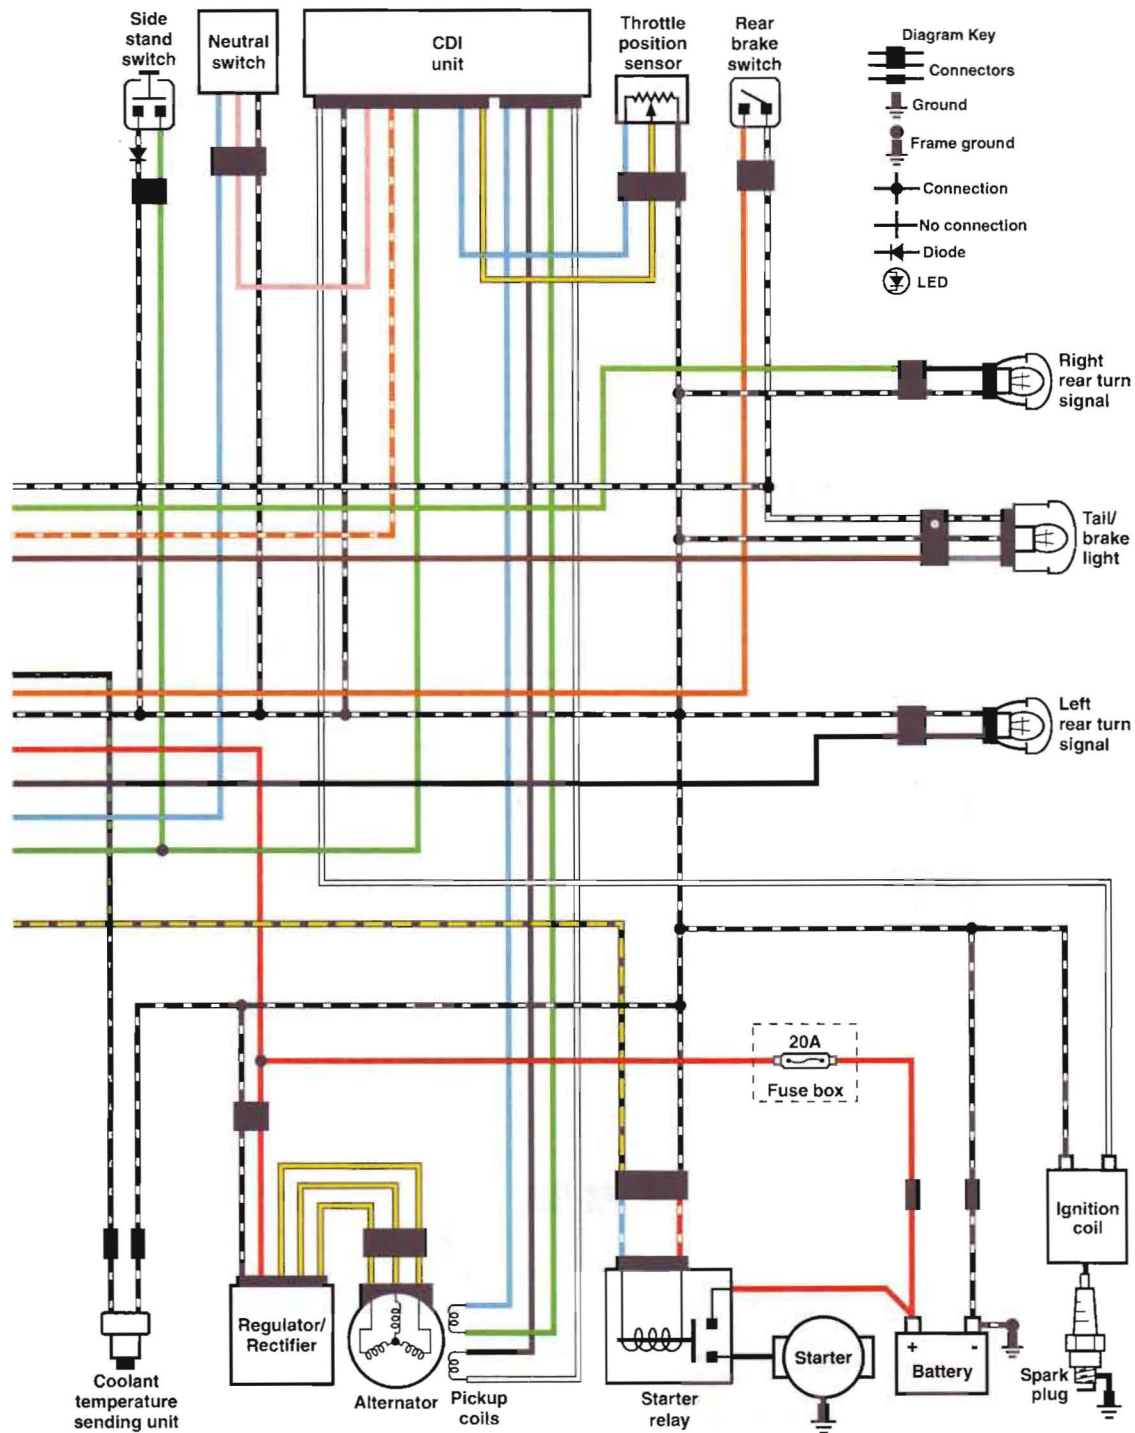 Side
stand
switch
Neutral
switch
CDI
unit
Throttle
position
sensor
Rear
brake
switch
Diagram Key
Connectors
Ground
Frame ground
Connection
No connection
Diode
LED
Right
rear turn
signal
Tail/
brake
light
Left
rear turn
signal
20A
Fuse box
Ignition
coil
Regulator/
Rectifier
Alternator
Pickup
coils
Starter
relay
Starter
+ -
Battery
Spark
plug
Coolant
temperature
sending unit